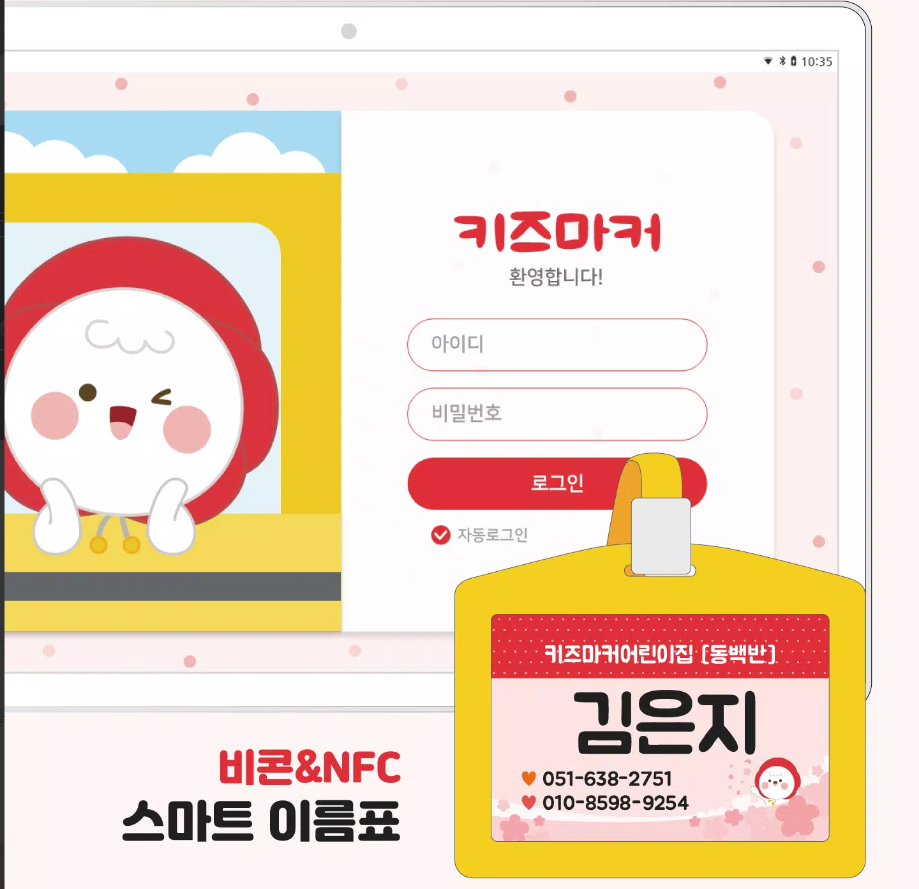 10:35
키즈마커
환영합니다!
아이디
비밀번호
로그인
자동로그인
키즈마커어린이집 [동백반]
김은지
051-638-2751
010-8598-9254
비콘&NFC
스마트 이름표